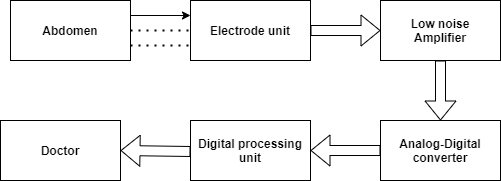 Abdomen
Electrode unit
Low noise
Amplifier
Doctor
Digital processing
unit
Analog-Digital
converter